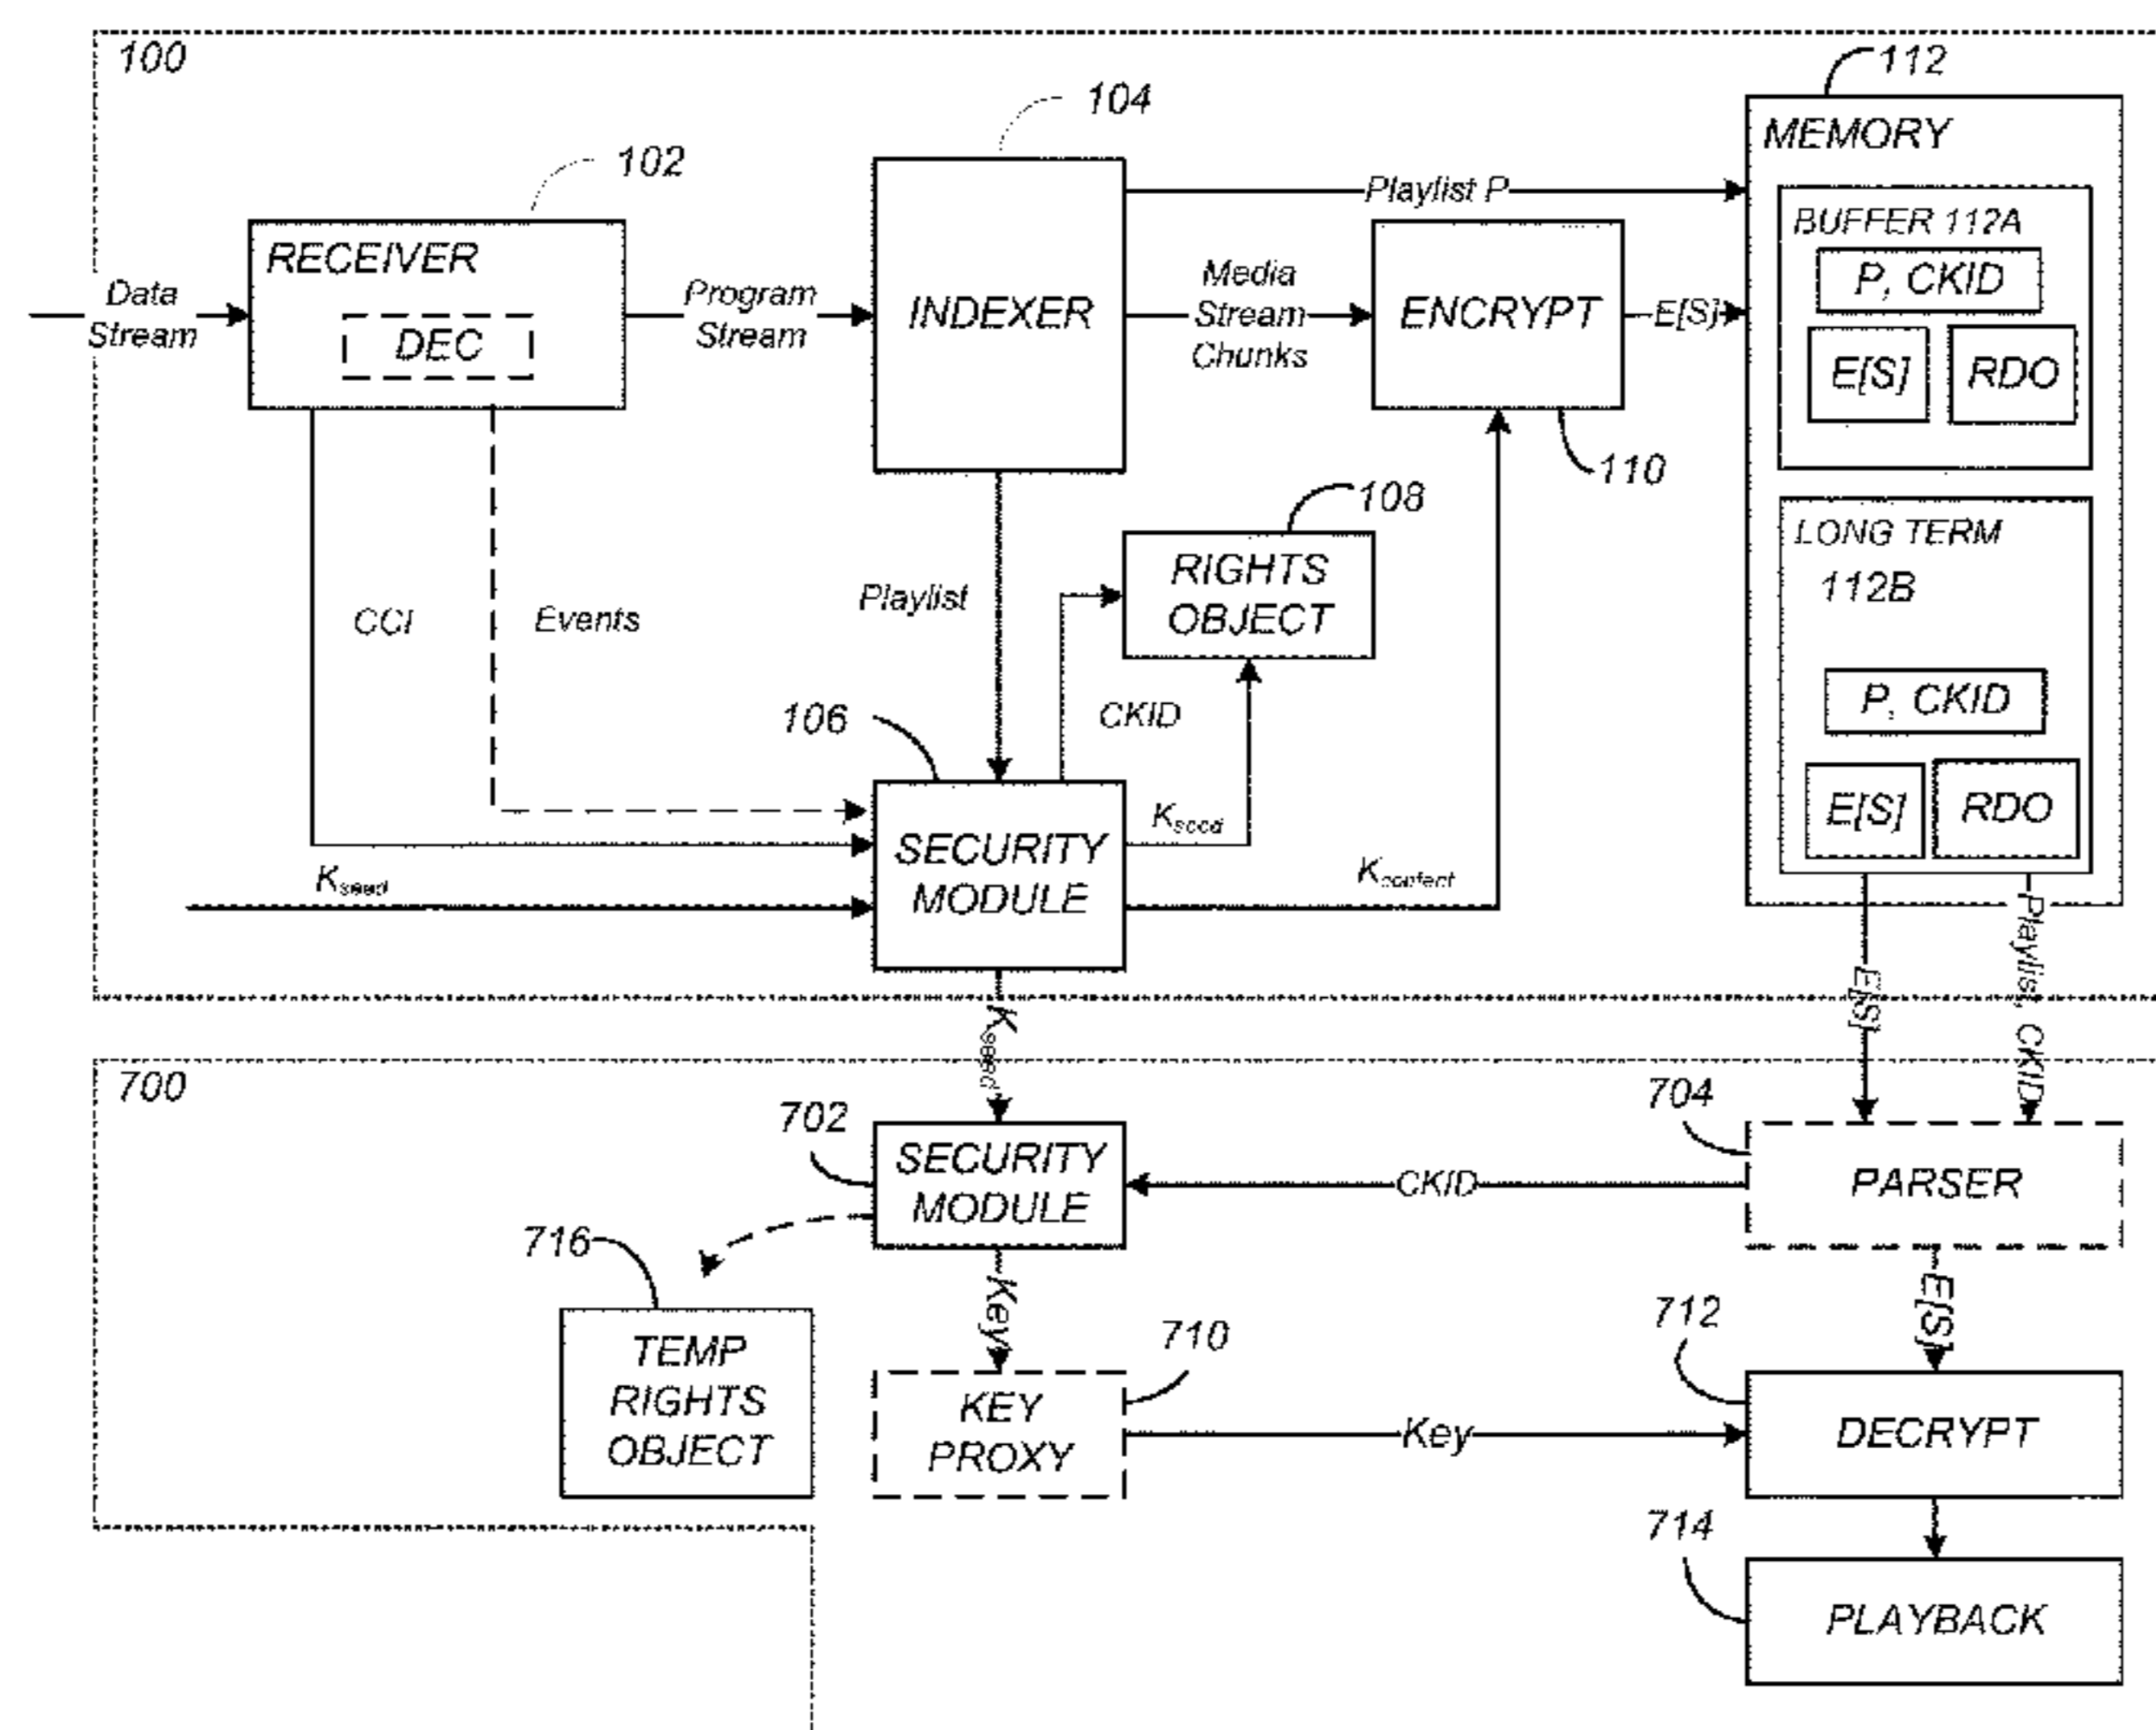 100
112
104
102
MEMORY
Playlist P
BUFFER 112A
RECEIVER
P, CKID
Data
Stream
Program
Stream
INDEXER
Media
Stream
Chunks
ENCRYPT
E[S]
DEC
E[S]
RDO
110
108
LONG TERM
112B
RIGHTS
OBJECT
Playlist
CCI
Events
P, CKID
106
CKID
E[S]
RDO
Kseed
SECURITY
MODULE
Kseed
Kcontent
Playlist, CKID
E[S]
Kseed
700
702
704
SECURITY
MODULE
CKID
PARSER
716
Key
E[S]
710
712
TEMP
RIGHTS
OBJECT
KEY
PROXY
Key
DECRYPT
714
PLAYBACK